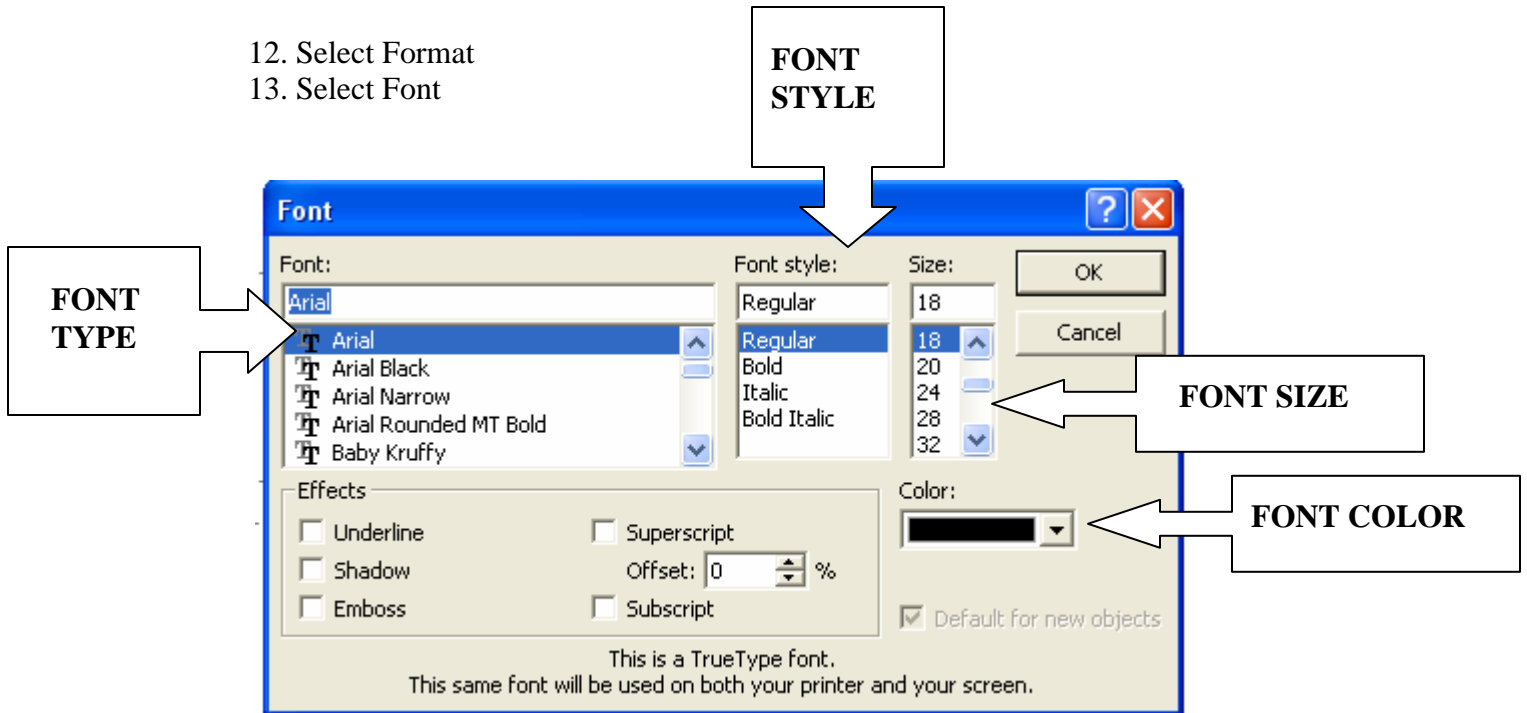 12. Select Format
13. Select Font
FONT
STYLE
Font
FONT
TYPE
Font:
Arial
Arial
Arial Black
Arial Narrow
Arial Rounded MT Bold
Baby Kruffy
Font style:
Regular
Regular
Bold
Italic
Bold Italic
Size:
18
18
20
24
28
32
OK
Cancel
FONT SIZE
Effects
Underline
Shadow
Emboss
Superscript
Offset: 0 %
Subscript
Color:
FONT COLOR
Default for new objects
This is a TrueType font.
This same font will be used on both your printer and your screen.